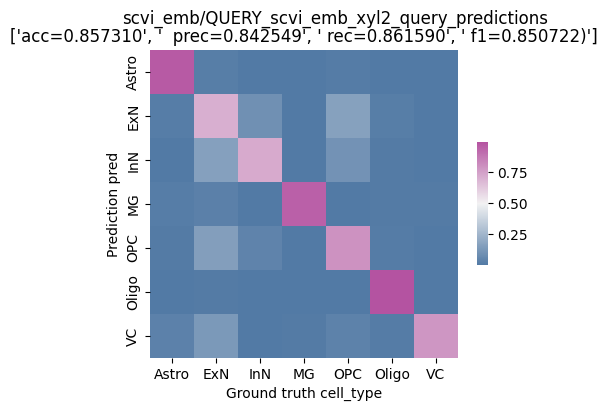 scvi_emb/QUERY_scvi_emb_xyl2_query_predictions
['acc=0.857310', '  prec=0.842549', ' rec=0.861590', ' f1=0.850722)']
Astro
ExN
InN
MG
OPC
Oligo
VC
Prediction pred
Astro ExN InN MG OPC Oligo VC
Ground truth cell_type
0.75
0.50
0.25